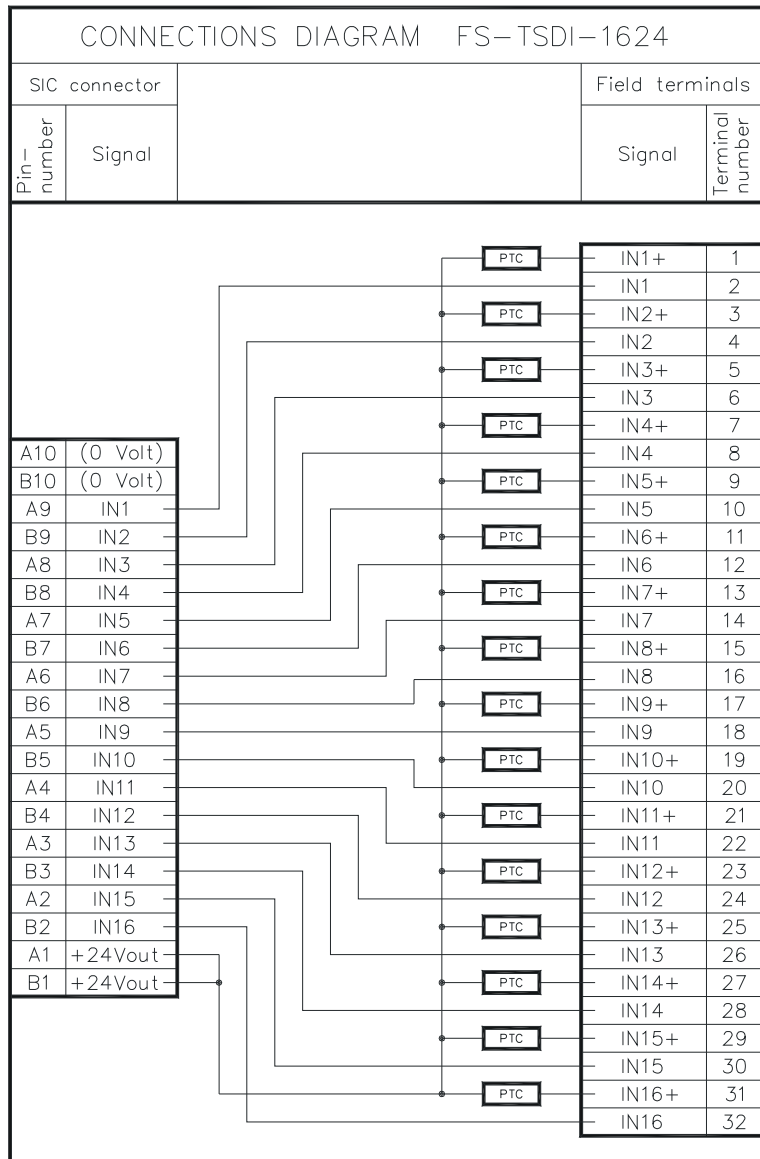 CONNECTIONS DIAGRAM FS-TSDI-1624
SIC connector
Field terminals
Pin-
number
Signal
Signal
Terminal
number
A10 (0 Volt)
B10 (0 Volt)
A9 IN1
B9 IN2
A8 IN3
B8 IN4
A7 IN5
B7 IN6
A6 IN7
B6 IN8
A5 IN9
B5 IN10
A4 IN11
B4 IN12
A3 IN13
B3 IN14
A2 IN15
B2 IN16
A1 +24Vout
B1 +24Vout
PTC IN1+ 1
IN1 2
PTC IN2+ 3
IN2 4
PTC IN3+ 5
IN3 6
PTC IN4+ 7
IN4 8
PTC IN5+ 9
IN5 10
PTC IN6+ 11
IN6 12
PTC IN7+ 13
IN7 14
PTC IN8+ 15
IN8 16
PTC IN9+ 17
IN9 18
PTC IN10+ 19
IN10 20
PTC IN11+ 21
IN11 22
PTC IN12+ 23
IN12 24
PTC IN13+ 25
IN13 26
PTC IN14+ 27
IN14 28
PTC IN15+ 29
IN15 30
PTC IN16+ 31
IN16 32